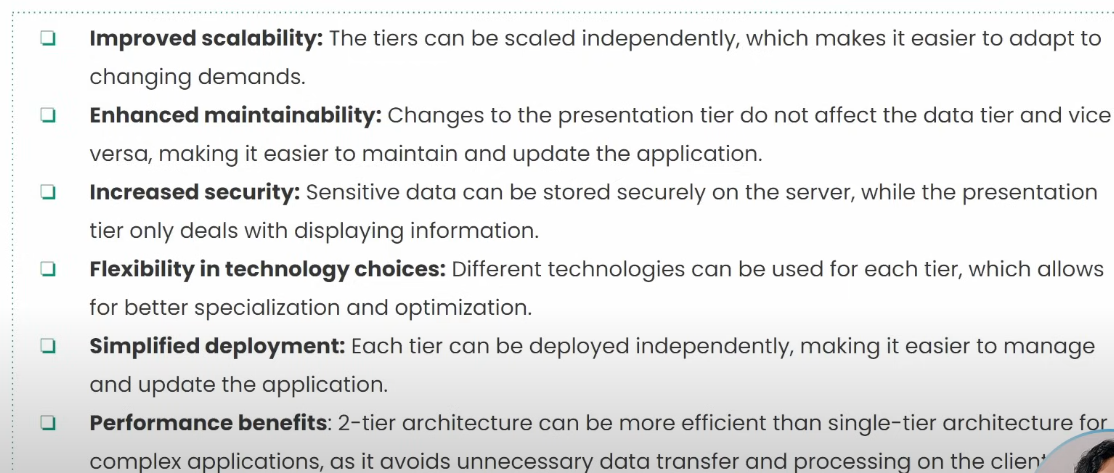 Improved scalability: The tiers can be scaled independently, which makes it easier to adapt to
changing demands.
Enhanced maintainability: Changes to the presentation tier do not affect the data tier and vice
versa, making it easier to maintain and update the application.
Increased security: Sensitive data can be stored securely on the server, while the presentation
tier only deals with displaying information.
Flexibility in technology choices: Different technologies can be used for each tier, which allows
for better specialization and optimization.
Simplified deployment: Each tier can be deployed independently, making it easier to manage
and update the application.
Performance benefits: 2-tier architecture can be more efficient than single-tier architecture for
complex applications, as it avoids unnecessary data transfer and processing on the client